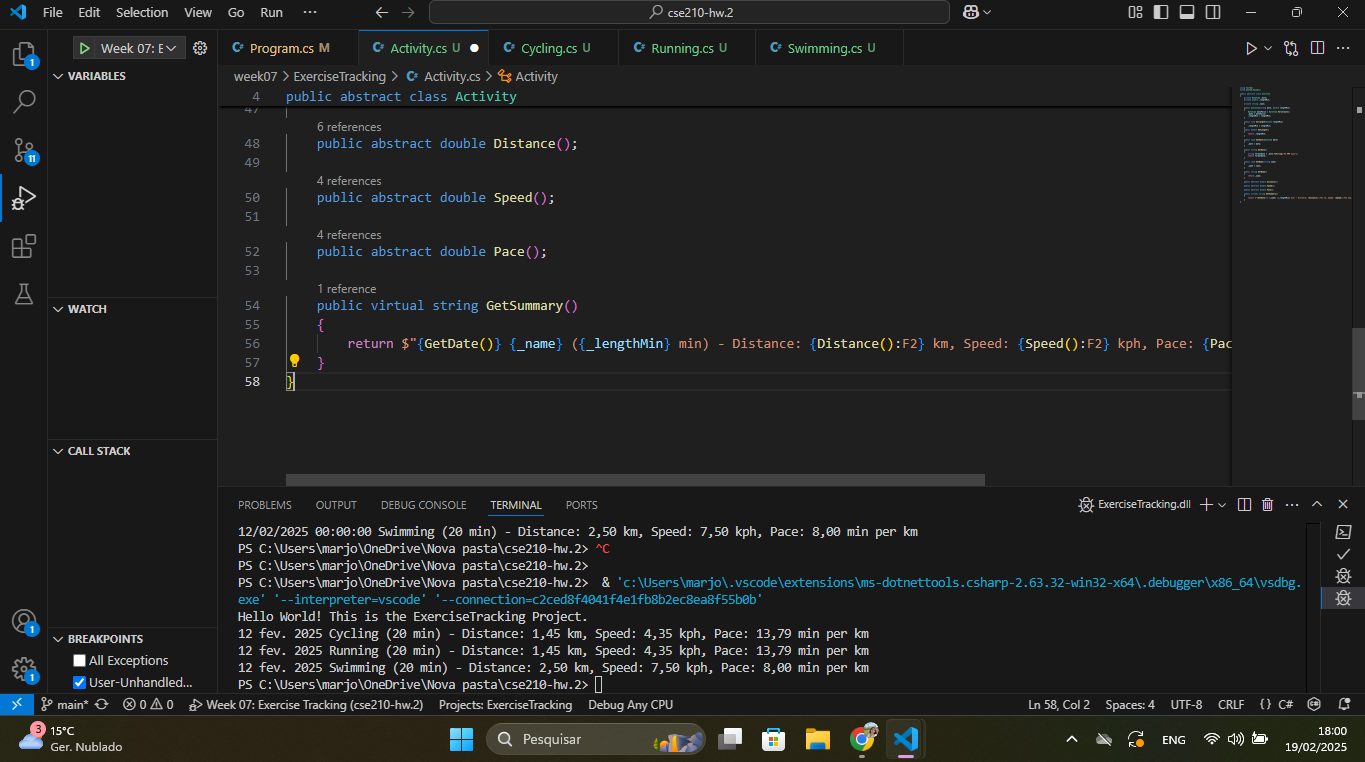 File Edit Selection View Go Run ··· cse210-hw.2
Week 07: E
Program.cs M Activity.cs U Cycling.cs U Running.cs U Swimming.cs U
VARIABLES
week07 > ExerciseTracking > Activity.cs > Activity
4 public abstract class Activity
47
6 references
48 public abstract double Distance();
49
4 references
50 public abstract double Speed();
51
4 references
52 public abstract double Pace();
53
1 reference
54 public virtual string GetSummary()
55 {
56 return $"{GetDate()} {_name} ({_lengthMin} min) - Distance: {Distance():F2} km, Speed: {Speed():F2} kph, Pace: {Pac
57 }
58 }
WATCH
CALL STACK
BREAKPOINTS
All Exceptions
User-Unhandled...
1
11
1
1
PROBLEMS OUTPUT DEBUG CONSOLE TERMINAL PORTS ExerciseTracking.dll
12/02/2025 00:00:00 Swimming (20 min) - Distance: 2,50 km, Speed: 7,50 kph, Pace: 8,00 min per km
PS C:\Users\marjo\OneDrive\Nova pasta\cse210-hw.2> ^C
PS C:\Users\marjo\OneDrive\Nova pasta\cse210-hw.2>
PS C:\Users\marjo\OneDrive\Nova pasta\cse210-hw.2> & 'c:\Users\marjo\.vscode\extensions\ms-dotnettools.csharp-2.63.32-win32-x64\.debugger\x86_64\vsdbg.
exe' '--interpreter=vscode' '--connection=c2ced8f4041f4e1fb8b2ec8ea8f55b0b'
Hello World! This is the ExerciseTracking Project.
12 fev. 2025 Cycling (20 min) - Distance: 1,45 km, Speed: 4,35 kph, Pace: 13,79 min per km
12 fev. 2025 Running (20 min) - Distance: 1,45 km, Speed: 4,35 kph, Pace: 13,79 min per km
12 fev. 2025 Swimming (20 min) - Distance: 2,50 km, Speed: 7,50 kph, Pace: 8,00 min per km
PS C:\Users\marjo\OneDrive\Nova pasta\cse210-hw.2>
main* 0 0 Week 07: Exercise Tracking (cse210-hw.2) Projects: ExerciseTracking Debug Any CPU Ln 58, Col 2 Spaces: 4 UTF-8 CRLF {} C#
3 15°C
Ger. Nublado
Pesquisar
ENG
18:00
19/02/2025